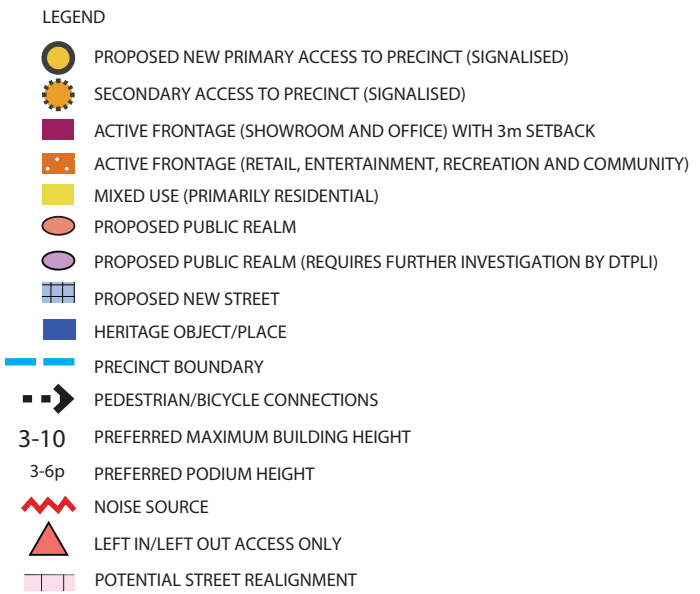 LEGEND
PROPOSED NEW PRIMARY ACCESS TO PRECINCT (SIGNALISED)
SECONDARY ACCESS TO PRECINCT (SIGNALISED)
ACTIVE FRONTAGE (SHOWROOM AND OFFICE) WITH 3m SETBACK
ACTIVE FRONTAGE (RETAIL, ENTERTAINMENT, RECREATION AND COMMUNITY)
MIXED USE (PRIMARILY RESIDENTIAL)
PROPOSED PUBLIC REALM
PROPOSED PUBLIC REALM (REQUIRES FURTHER INVESTIGATION BY DTPLI)
PROPOSED NEW STREET
HERITAGE OBJECT/PLACE
PRECINCT BOUNDARY
PEDESTRIAN/BICYCLE CONNECTIONS
3-10 PREFERRED MAXIMUM BUILDING HEIGHT
3-6p PREFERRED PODIUM HEIGHT
NOISE SOURCE
LEFT IN/LEFT OUT ACCESS ONLY
POTENTIAL STREET REALIGNMENT